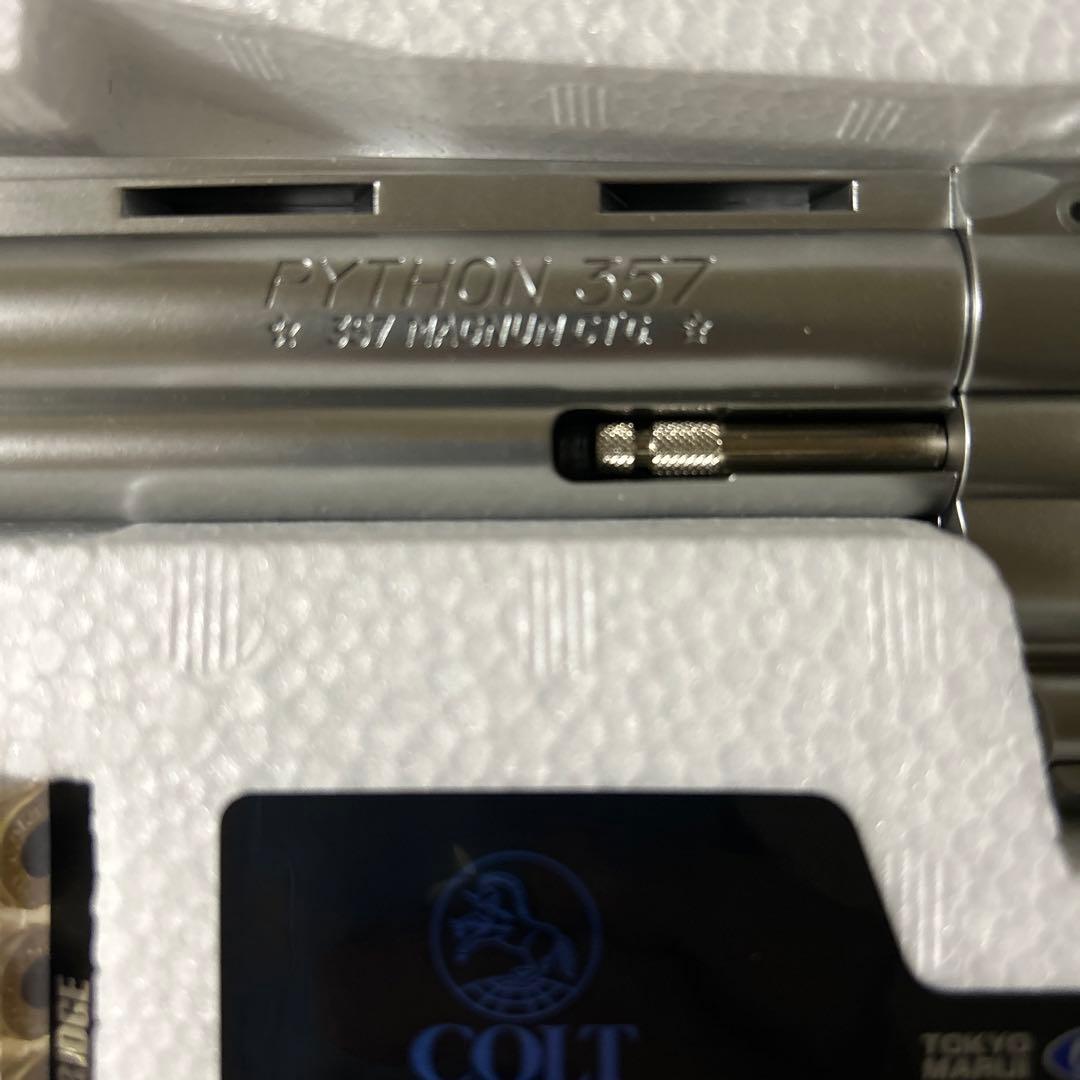 PYTHON 357
☆ 357 MAGNUM CTG. ☆
COLT
TOKYO
MARUI